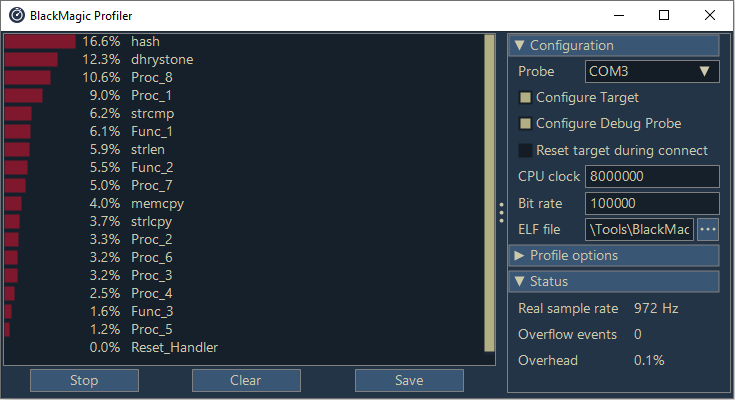 BlackMagic Profiler
16.6% hash
12.3% dhrystone
10.6% Proc_8
9.0% Proc_1
6.2% strcmp
6.1% Func_1
5.9% strlen
5.5% Func_2
5.0% Proc_7
4.0% memcpy
3.7% strlcpy
3.3% Proc_2
3.2% Proc_6
3.2% Proc_3
2.5% Proc_4
1.6% Func_3
1.2% Proc_5
0.0% Reset_Handler
Stop Clear Save
Configuration
Probe COM3
Configure Target
Configure Debug Probe
Reset target during connect
CPU clock 8000000
Bit rate 100000
ELF file \Tools\BlackMac ...
Profile options
Status
Real sample rate 972 Hz
Overflow events 0
Overhead 0.1%